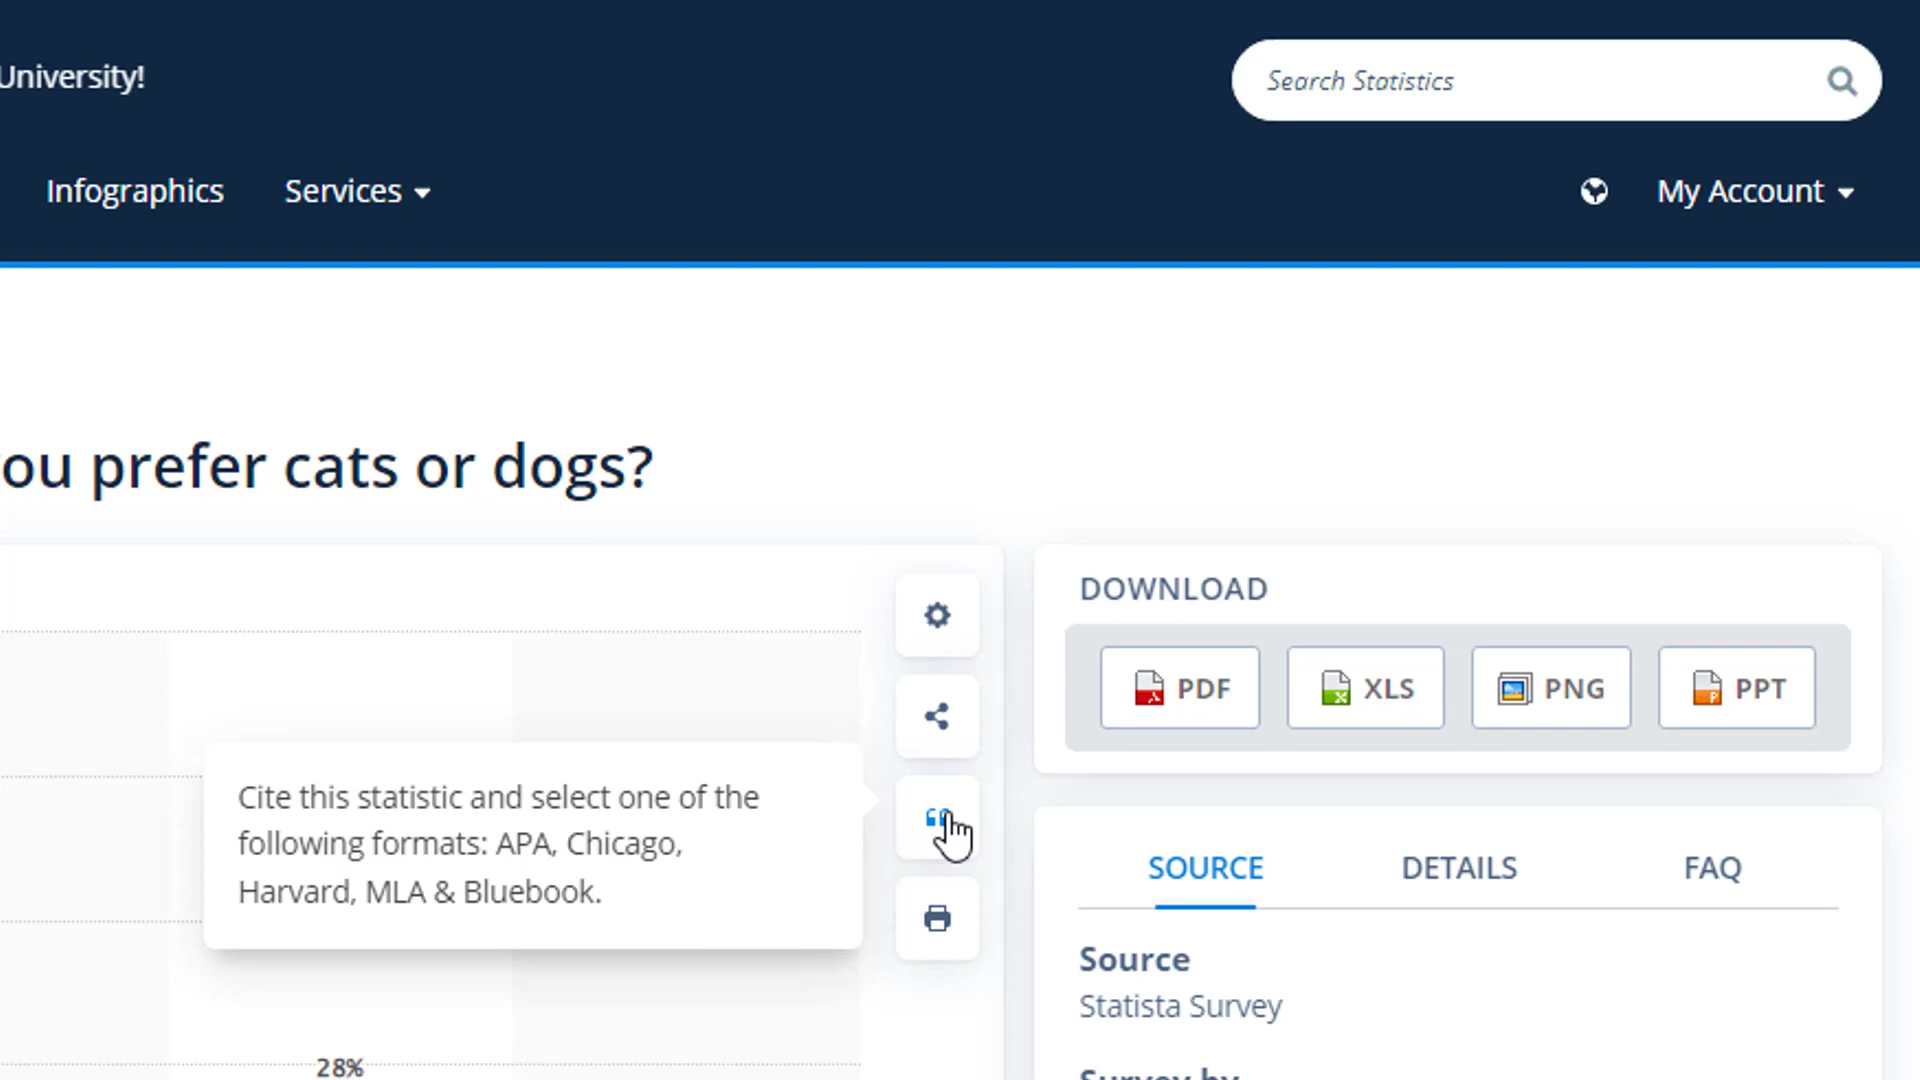 University!
Search Statistics
Infographics
Services
My Account
ou prefer cats or dogs?
DOWNLOAD
PDF
XLS
PNG
PPT
Cite this statistic and select one of the
following formats: APA, Chicago,
Harvard, MLA & Bluebook.
SOURCE
DETAILS
FAQ
Source
Statista Survey
Survey by
28%